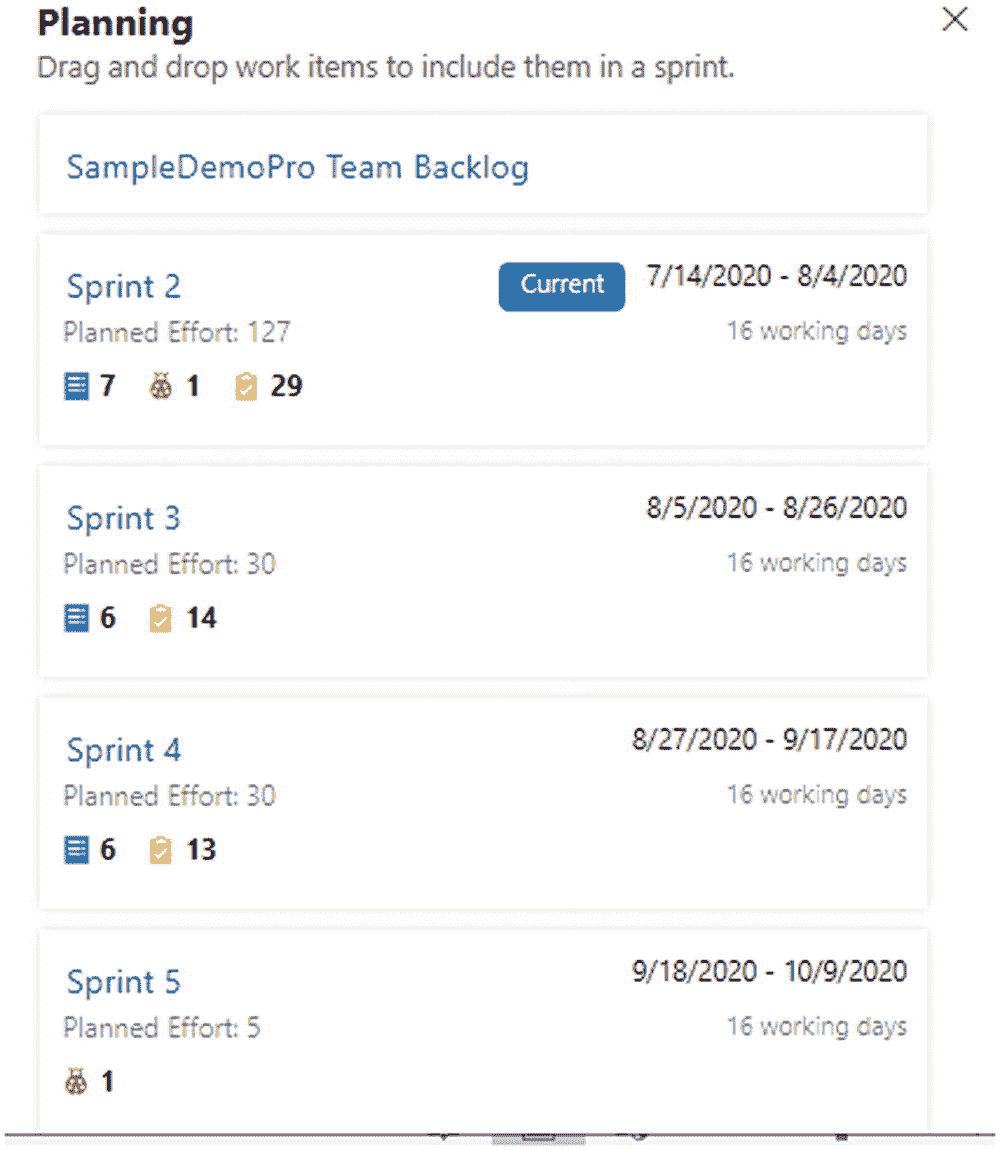 Planning
Drag and drop work items to include them in a sprint.
SampleDemoPro Team Backlog
Sprint 2 Current 7/14/2020 - 8/4/2020
Planned Effort: 127 16 working days
7 1 29
Sprint 3 8/5/2020 - 8/26/2020
Planned Effort: 30 16 working days
6 14
Sprint 4 8/27/2020 - 9/17/2020
Planned Effort: 30 16 working days
6 13
Sprint 5 9/18/2020 - 10/9/2020
Planned Effort: 5 16 working days
1